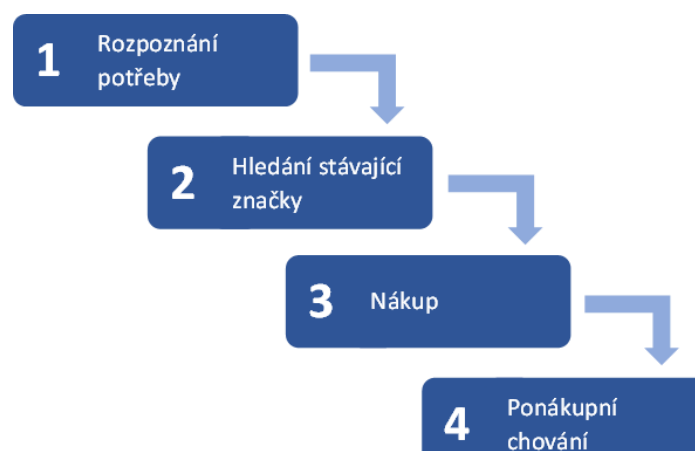 1
Rozpoznání
potřeby
2
Hledání stávající
značky
3
Nákup
4
Ponákupní
chování